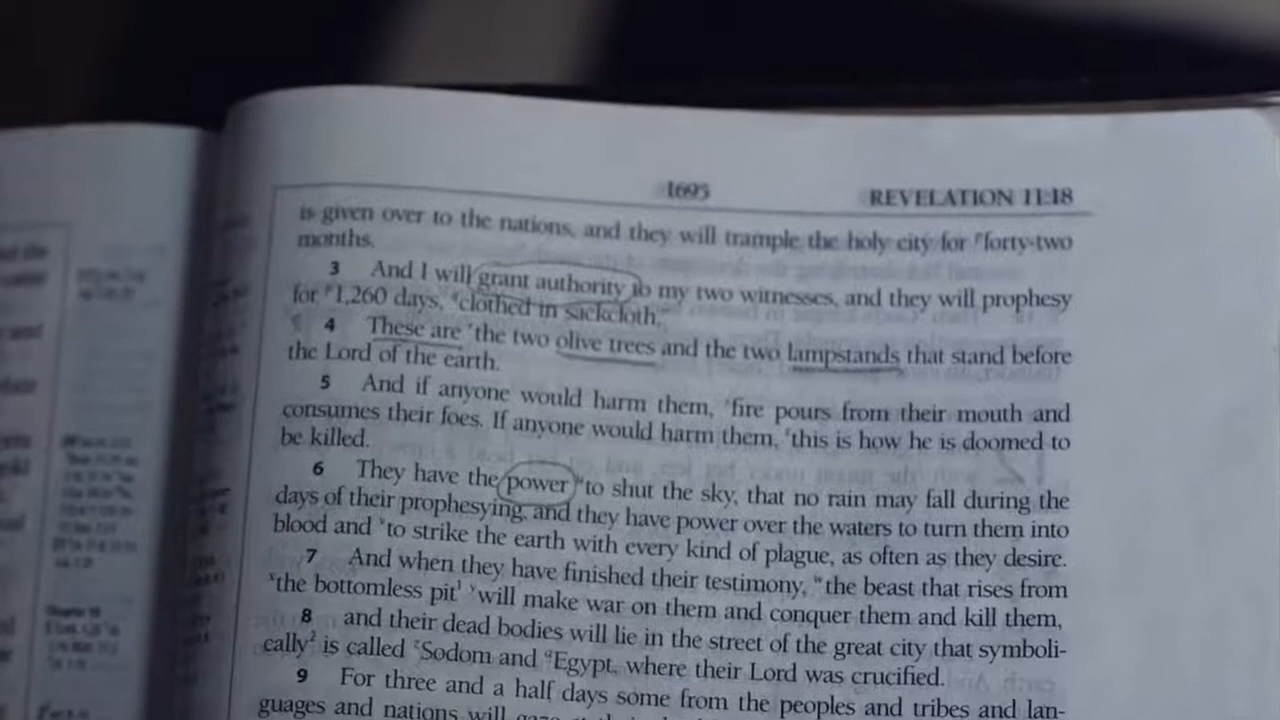 1695 REVELATION 11:18
is given over to the nations, and they will trample the holy city for forty-two
months.
3 And I will grant authority to my two witnesses, and they will prophesy
for 1,260 days, clothed in sackcloth."
4 These are the two olive trees and the two lampstands that stand before
the Lord of the earth.
5 And if anyone would harm them, fire pours from their mouth and
consumes their foes. If anyone would harm them, this is how he is doomed to
be killed.
6 They have the power to shut the sky, that no rain may fall during the
days of their prophesying, and they have power over the waters to turn them into
blood and to strike the earth with every kind of plague, as often as they desire.
7 And when they have finished their testimony, the beast that rises from
the bottomless pit¹ will make war on them and conquer them and kill them,
8 and their dead bodies will lie in the street of the great city that symboli-
cally² is called Sodom and Egypt, where their Lord was crucified.
9 For three and a half days some from the peoples and tribes and lan-
guages and nations will